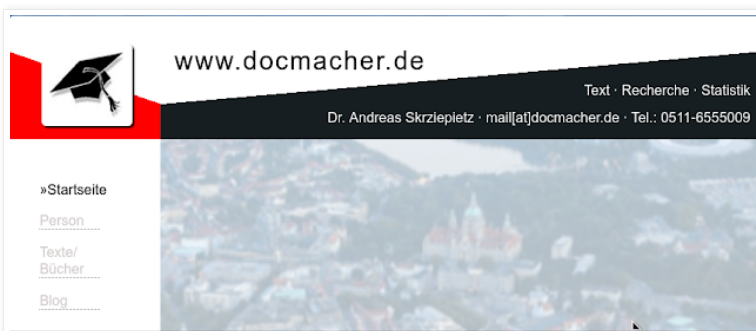 www.docmacher.de
Text · Recherche · Statistik
Dr. Andreas Skrziepietz · mail[at]docmacher.de · Tel.: 0511-6555009
»Startseite
Person
Texte/
Bücher
Blog